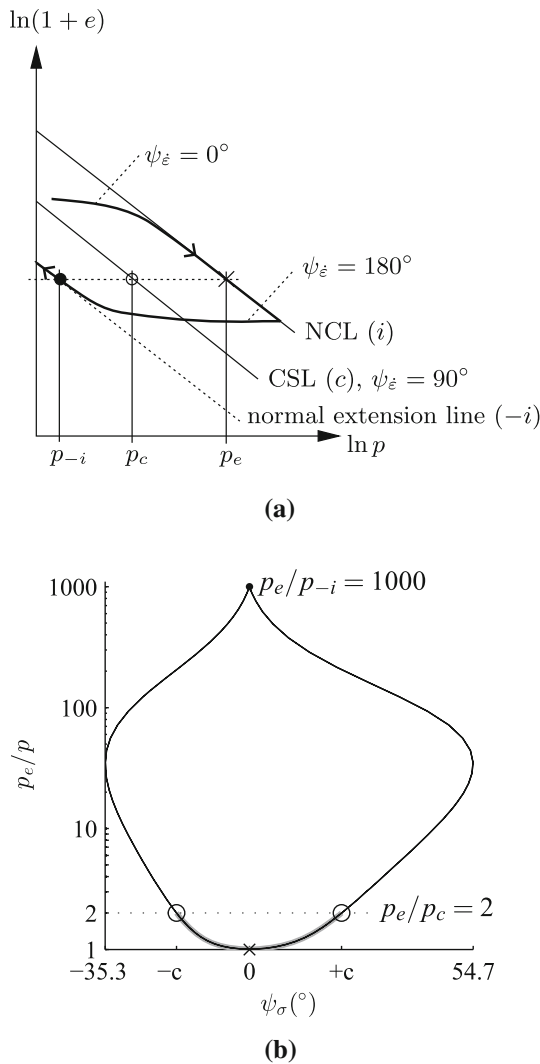 ln(1 + e)
ψ_ε̇ = 0°
ψ_ε̇ = 180°
NCL (i)
CSL (c), ψ_ε̇ = 90°
normal extension line (−i)
p_{−i} p_c p_e ln p
(a)
1000
p_e/p_{−i} = 1000
100
p_e/p
10
2
p_e/p_c = 2
1
−35.3 −c 0 +c 54.7
ψ_σ(°)
(b)